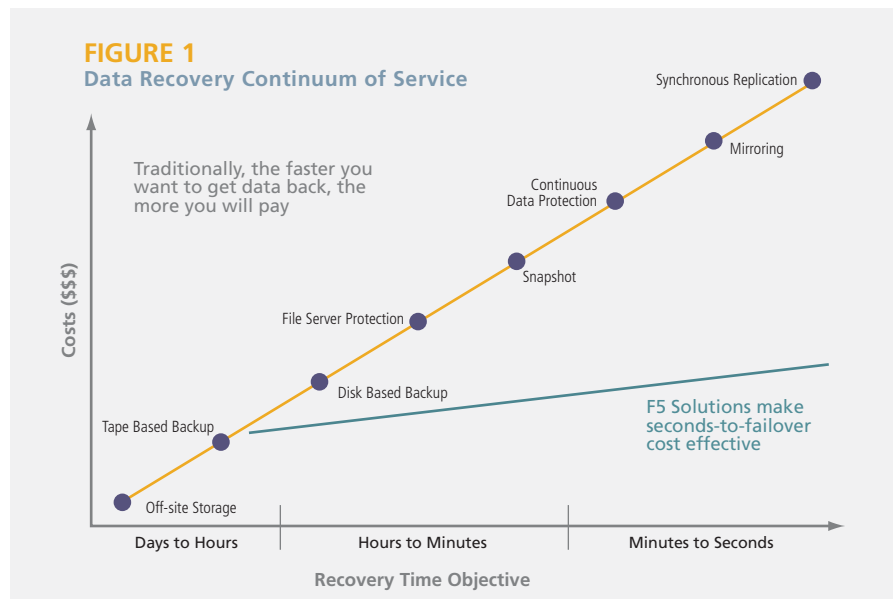 FIGURE 1
Data Recovery Continuum of Service
Synchronous Replication
Mirroring
Traditionally, the faster you
want to get data back, the
more you will pay
Continuous
Data Protection
Snapshot
Costs ($$$)
File Server Protection
Disk Based Backup
F5 Solutions make
seconds-to-failover
cost effective
Tape Based Backup
Off-site Storage
Days to Hours
Hours to Minutes
Minutes to Seconds
Recovery Time Objective